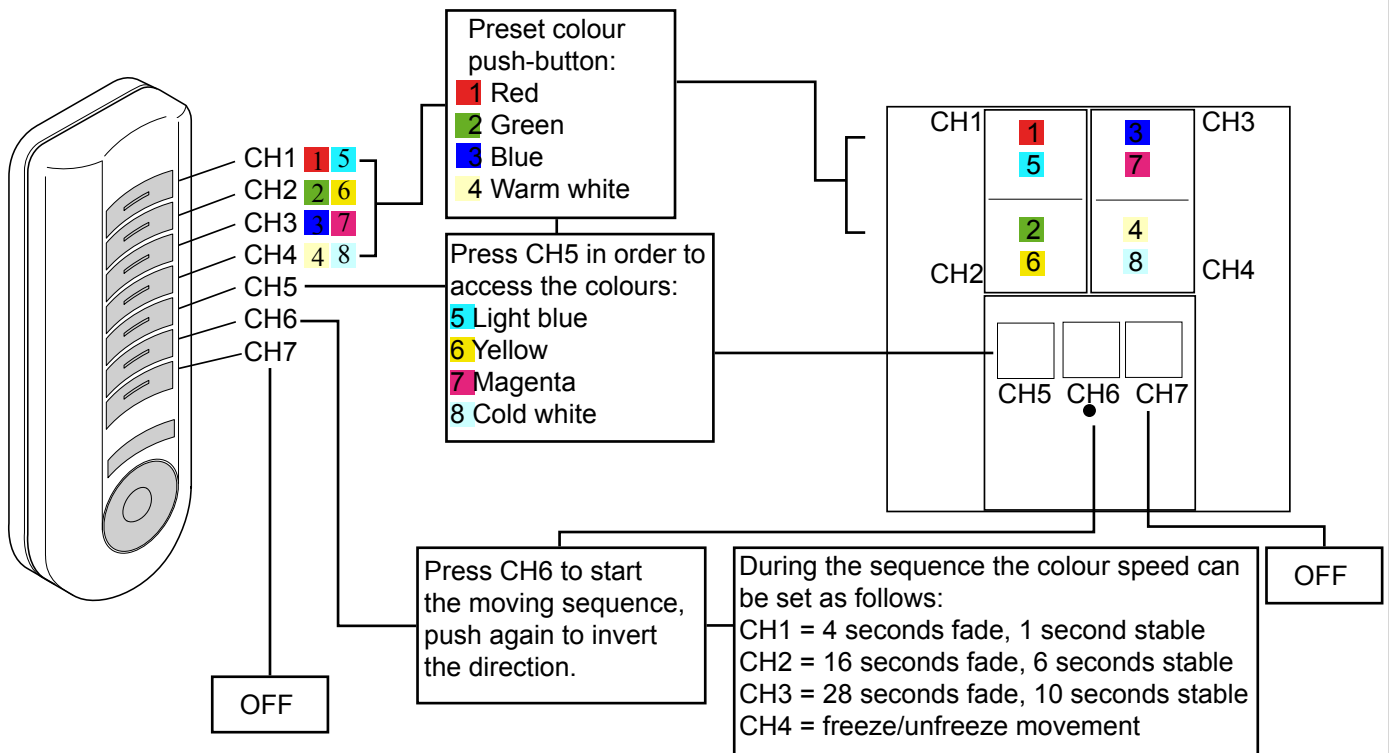 Preset colour
push-button:
1 Red
2 Green
3 Blue
4 Warm white
CH1 1 5
CH2 2 6
CH3 3 7
CH4 4 8
CH5
CH6
CH7
Press CH5 in order to
access the colours:
5 Light blue
6 Yellow
7 Magenta
8 Cold white
CH1 1 3 CH3
5 7
2 4
CH2 6 8 CH4
CH5 CH6 CH7
Press CH6 to start
the moving sequence,
push again to invert
the direction.
During the sequence the colour speed can
be set as follows:
CH1 = 4 seconds fade, 1 second stable
CH2 = 16 seconds fade, 6 seconds stable
CH3 = 28 seconds fade, 10 seconds stable
CH4 = freeze/unfreeze movement
OFF
OFF